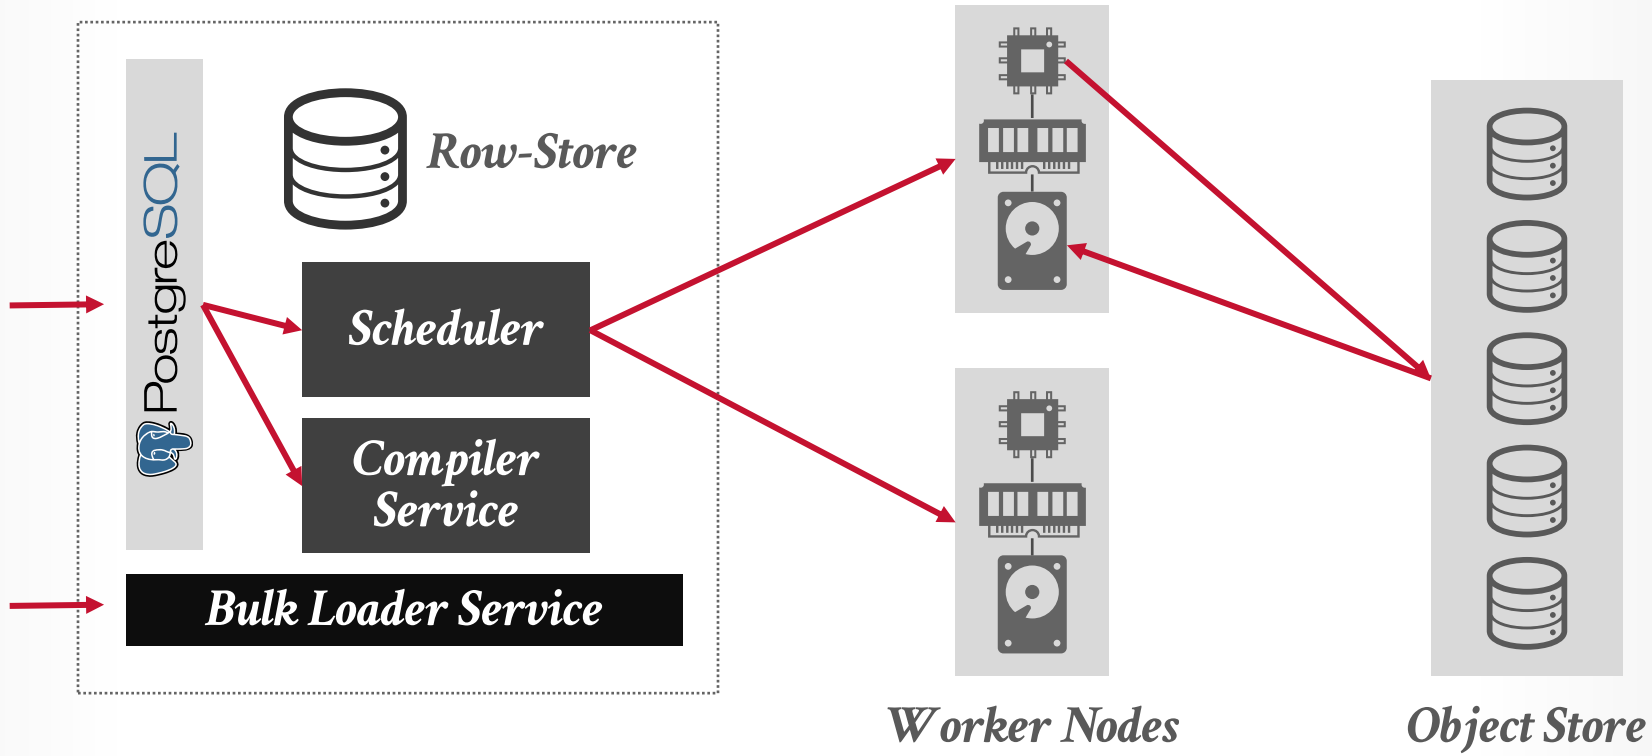 PostgreSQL
Row-Store
Scheduler
Compiler
Service
Bulk Loader Service
Worker Nodes
Object Store